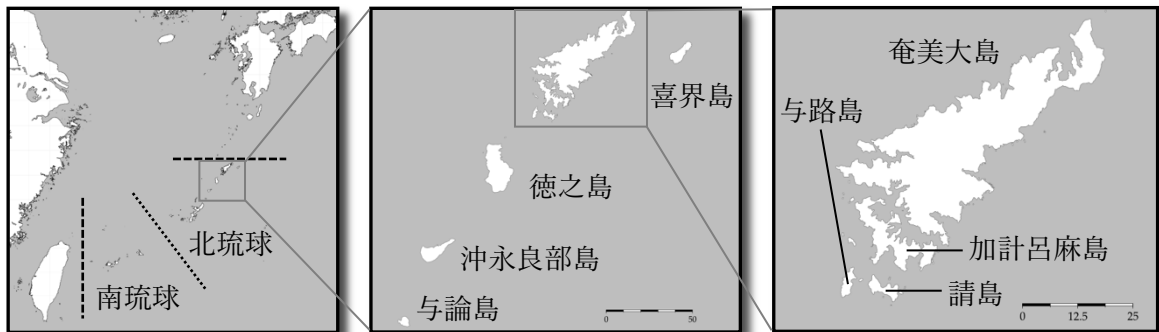 北琉球
南琉球
喜界島
徳之島
沖永良部島
与論島
0 50
奄美大島
与路島
加計呂麻島
請島
0 12.5 25